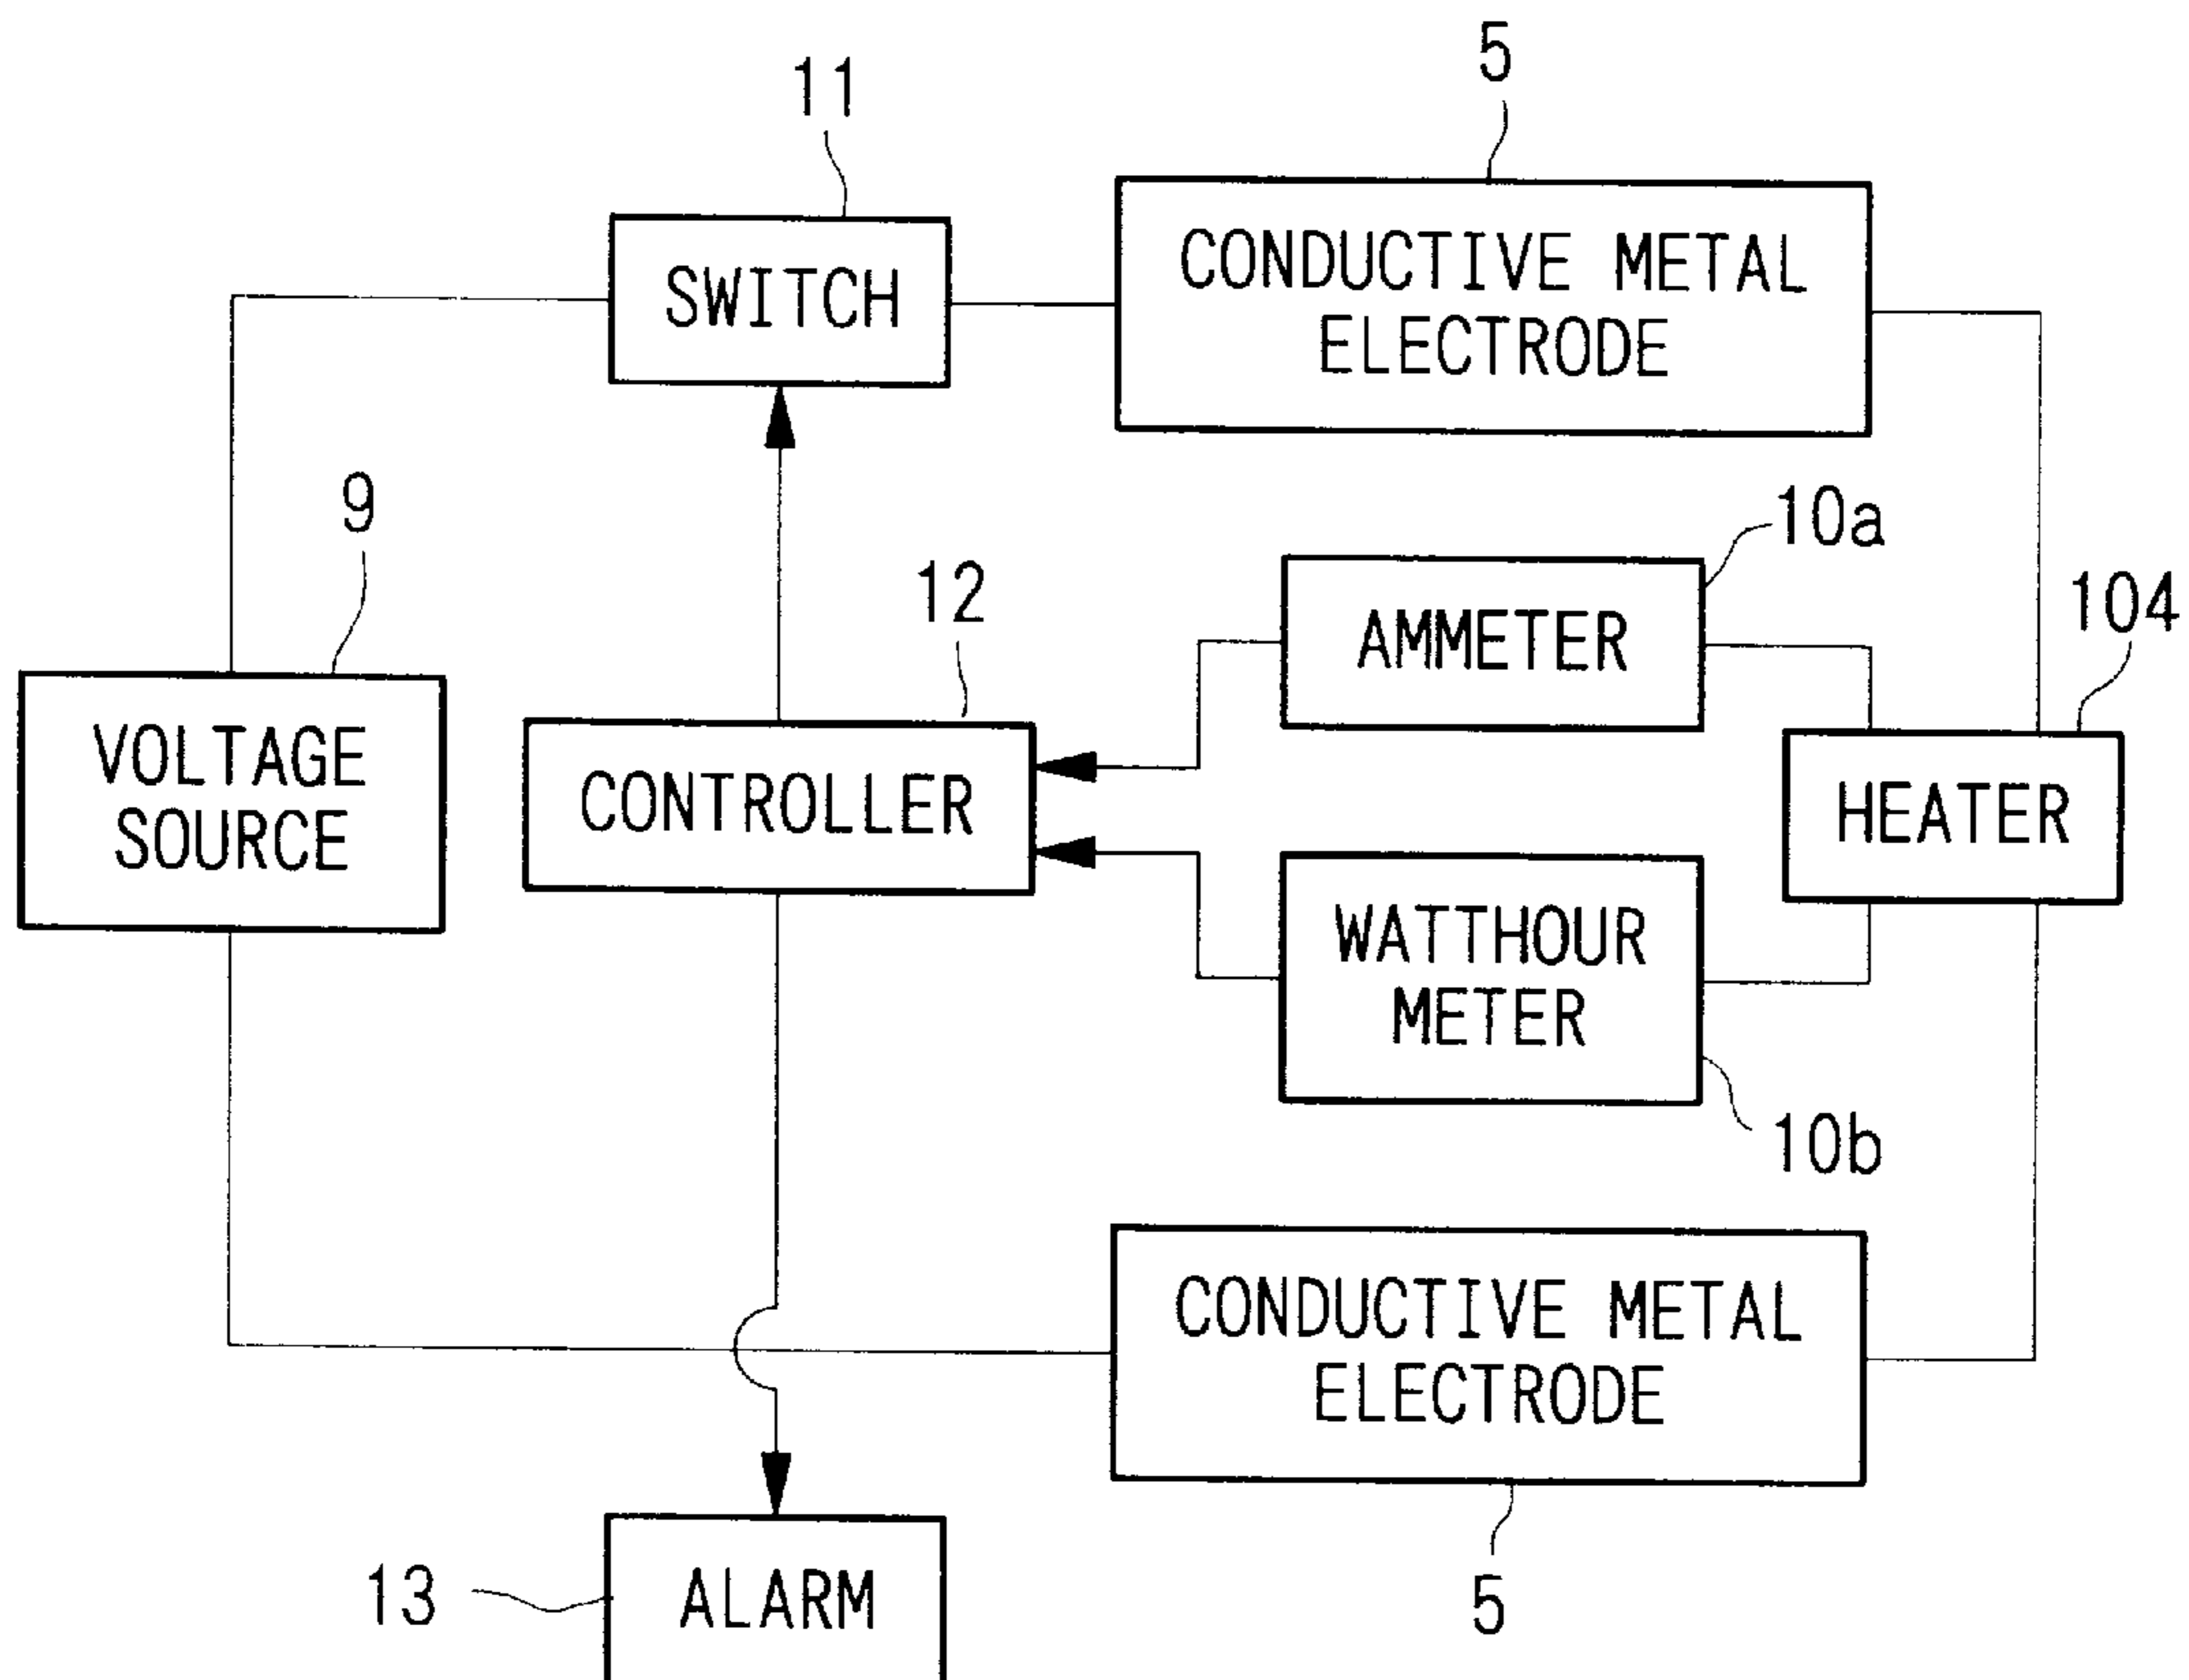 5
11
CONDUCTIVE METAL
ELECTRODE
SWITCH
9
10a
12
104
AMMETER
VOLTAGE
SOURCE
CONTROLLER
HEATER
WATTHOUR
METER
10b
CONDUCTIVE METAL
ELECTRODE
13
ALARM
5